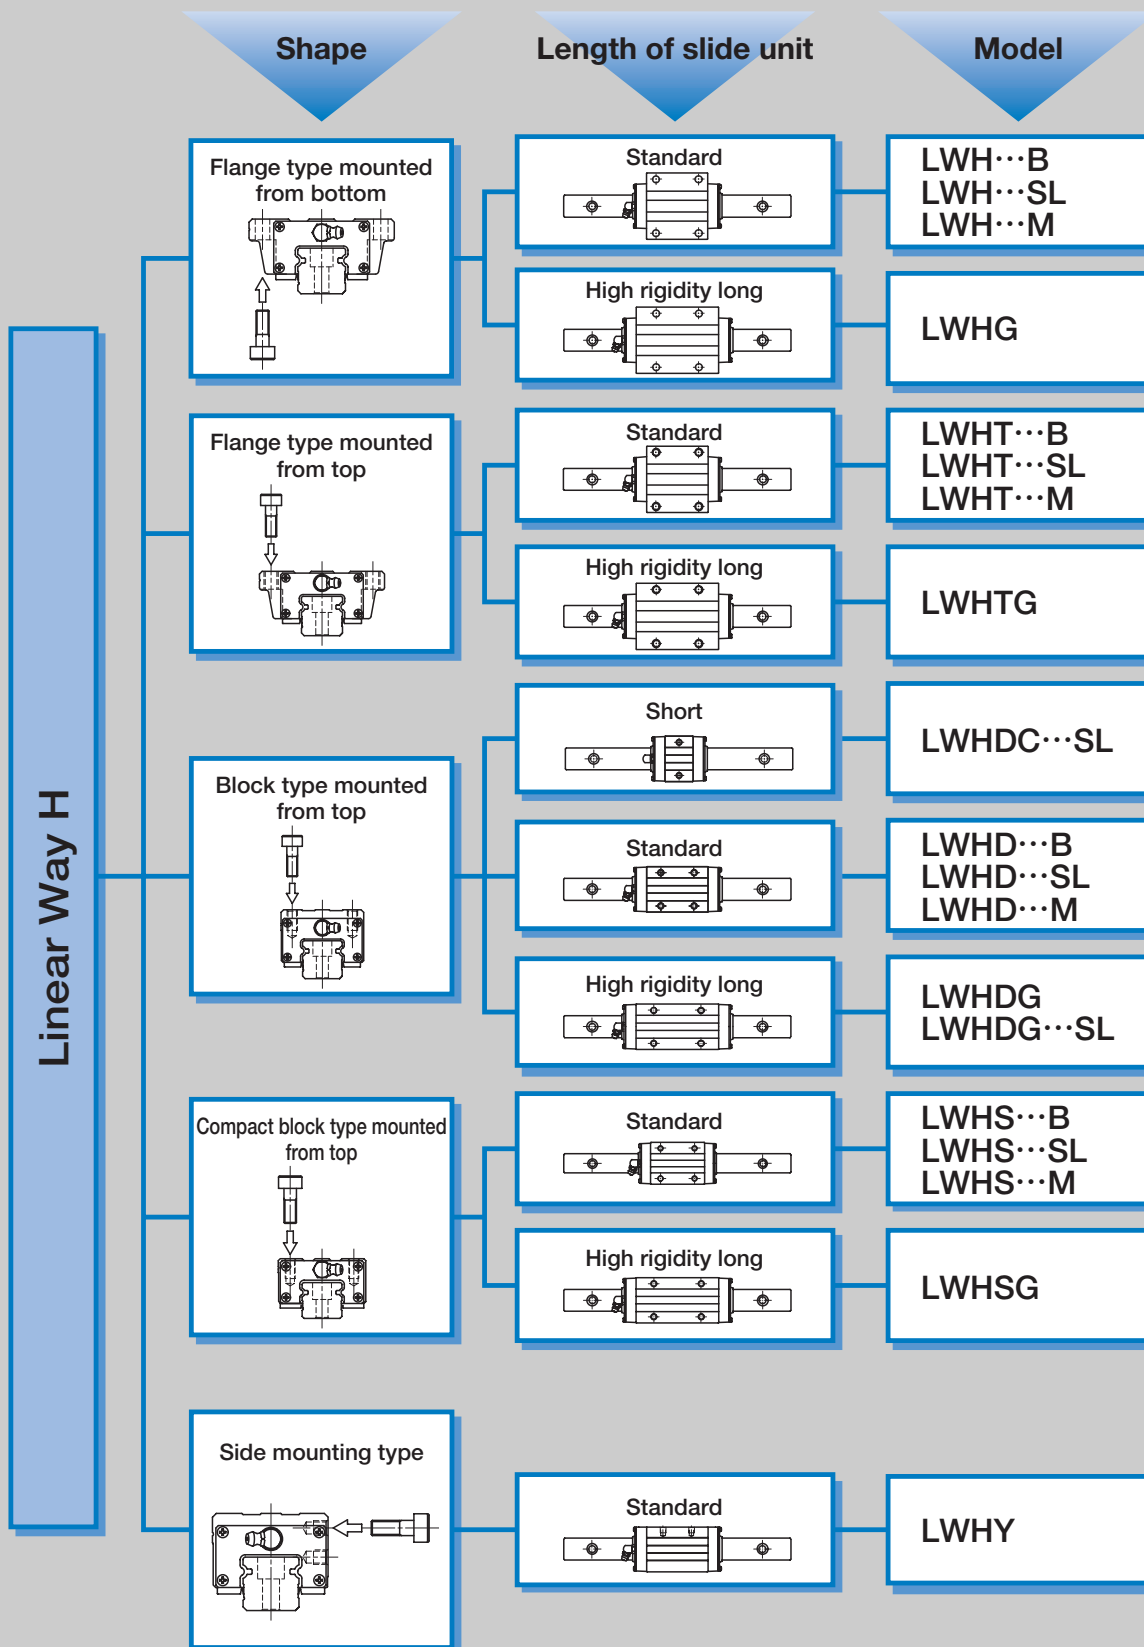 Shape
Length of slide unit
Model
Linear Way H
Flange type mounted
from bottom
Standard
LWH···B
LWH···SL
LWH···M
High rigidity long
LWHG
Flange type mounted
from top
Standard
LWHT···B
LWHT···SL
LWHT···M
High rigidity long
LWHTG
Block type mounted
from top
Short
LWHDC···SL
Standard
LWHD···B
LWHD···SL
LWHD···M
High rigidity long
LWHDG
LWHDG···SL
Compact block type mounted
from top
Standard
LWHS···B
LWHS···SL
LWHS···M
High rigidity long
LWHSG
Side mounting type
Standard
LWHY